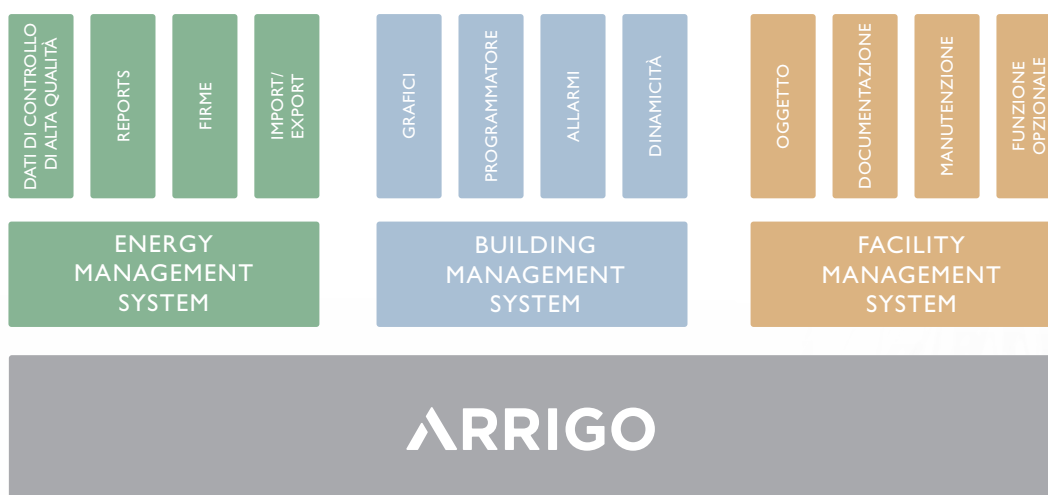 DATI DI CONTROLLO
DI ALTA QUALITÀ
REPORTS
FIRME
IMPORT/
EXPORT
GRAFICI
PROGRAMMATORE
ALLARMI
DINAMICITÀ
OGGETTO
DOCUMENTAZIONE
MANUTENZIONE
FUNZIONE
OPZIONALE
ENERGY
MANAGEMENT
SYSTEM
BUILDING
MANAGEMENT
SYSTEM
FACILITY
MANAGEMENT
SYSTEM
ARRIGO